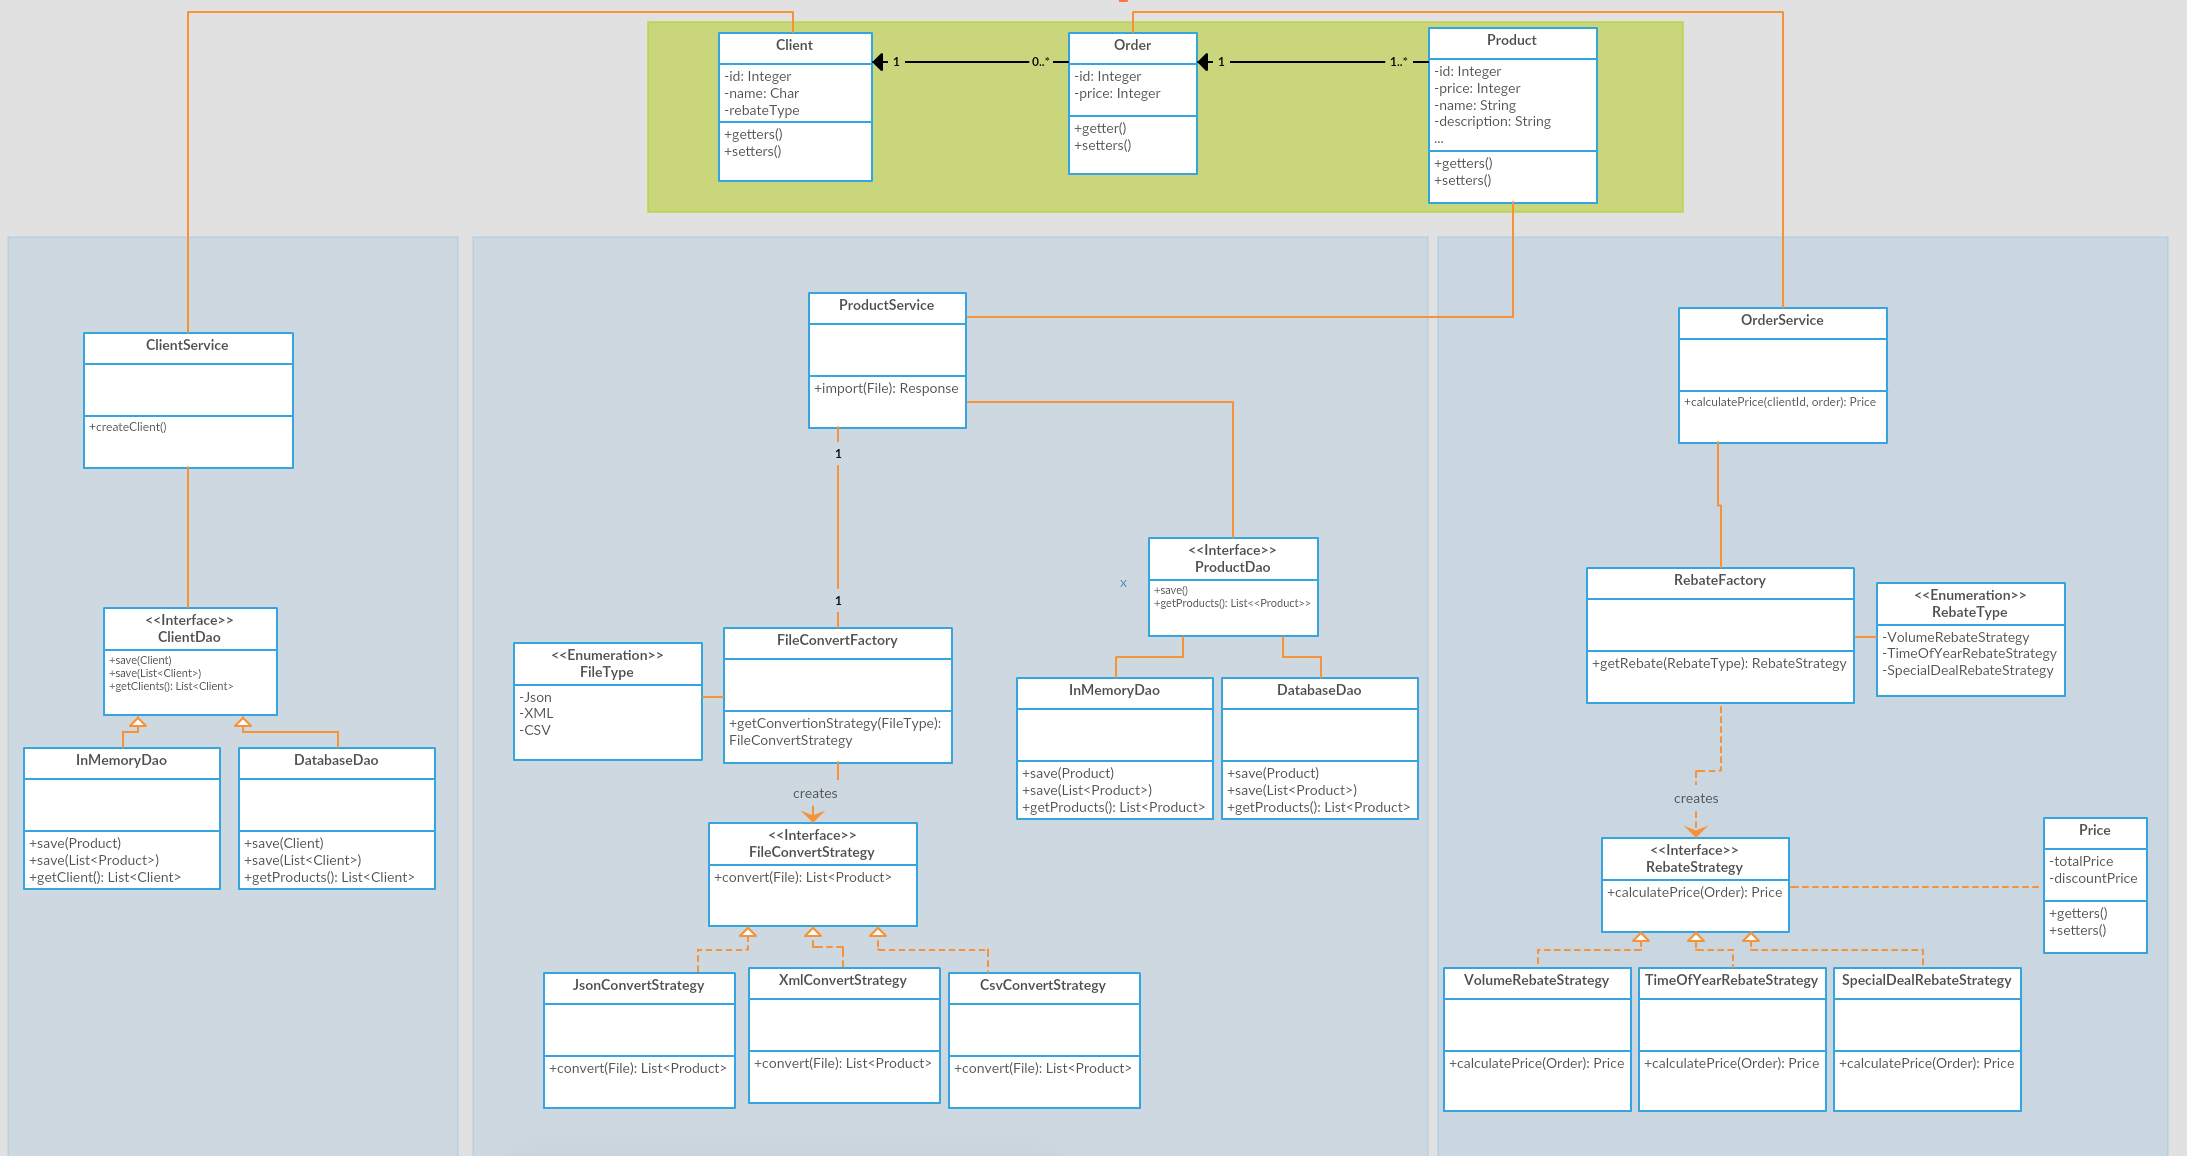 Client
-id: Integer
-name: Char
-rebateType
+getters()
+setters()
1
0..*
Order
-id: Integer
-price: Integer
+getter()
+setters()
1
1..*
Product
-id: Integer
-price: Integer
-name: String
-description: String
...
+getters()
+setters()
ClientService
+createClient()
<<Interface>>
ClientDao
+save(Client)
+save(List<Client>)
+getClients(): List<Client>
InMemoryDao
+save(Product)
+save(List<Product>)
+getClient(): List<Client>
DatabaseDao
+save(Client)
+save(List<Client>)
+getProducts(): List<Client>
ProductService
+import(File): Response
1
1
<<Enumeration>>
FileType
-Json
-XML
-CSV
FileConvertFactory
+getConvertionStrategy(FileType):
FileConvertStrategy
creates
<<Interface>>
FileConvertStrategy
+convert(File): List<Product>
JsonConvertStrategy
+convert(File): List<Product>
XmlConvertStrategy
+convert(File): List<Product>
CsvConvertStrategy
+convert(File): List<Product>
x
<<Interface>>
ProductDao
+save()
+getProducts(): List<<Product>>
InMemoryDao
+save(Product)
+save(List<Product>)
+getProducts(): List<Product>
DatabaseDao
+save(Product)
+save(List<Product>)
+getProducts(): List<Product>
OrderService
+calculatePrice(clientId, order): Price
RebateFactory
+getRebate(RebateType): RebateStrategy
<<Enumeration>>
RebateType
-VolumeRebateStrategy
-TimeOfYearRebateStrategy
-SpecialDealRebateStrategy
creates
<<Interface>>
RebateStrategy
+calculatePrice(Order): Price
Price
-totalPrice
-discountPrice
+getters()
+setters()
VolumeRebateStrategy
+calculatePrice(Order): Price
TimeOfYearRebateStrategy
+calculatePrice(Order): Price
SpecialDealRebateStrategy
+calculatePrice(Order): Price